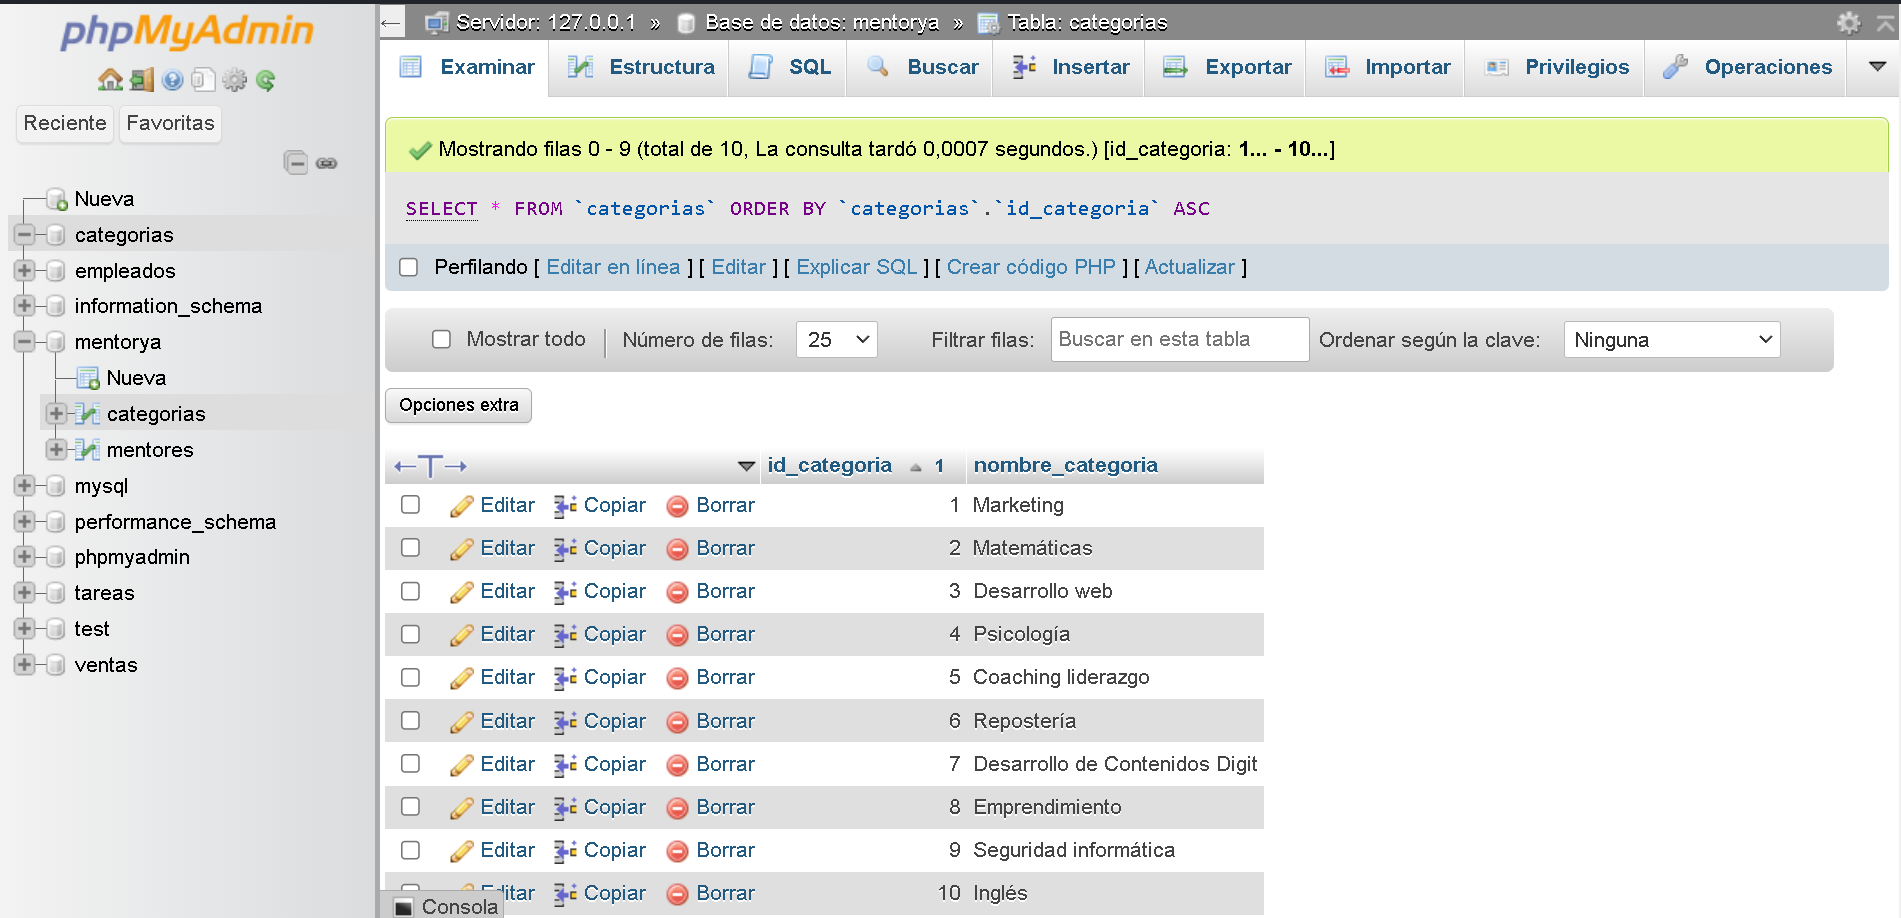 phpMyAdmin
Reciente Favoritas
Nueva
categorias
empleados
information_schema
mentorya
Nueva
categorias
mentores
mysql
performance_schema
phpmyadmin
tareas
test
ventas
Servidor: 127.0.0.1 » Base de datos: mentorya » Tabla: categorias
Examinar Estructura SQL Buscar Insertar Exportar Importar Privilegios Operaciones
Mostrando filas 0 - 9 (total de 10, La consulta tardó 0,0007 segundos.) [id_categoria: 1... - 10...]
SELECT * FROM `categorias` ORDER BY `categorias`.`id_categoria` ASC
Perfilando [ Editar en línea ] [ Editar ] [ Explicar SQL ] [ Crear código PHP ] [ Actualizar ]
Mostrar todo Número de filas: 25 Filtrar filas: Buscar en esta tabla Ordenar según la clave: Ninguna
Opciones extra
←T→ id_categoria 1 nombre_categoria
Editar Copiar Borrar 1 Marketing
Editar Copiar Borrar 2 Matemáticas
Editar Copiar Borrar 3 Desarrollo web
Editar Copiar Borrar 4 Psicología
Editar Copiar Borrar 5 Coaching liderazgo
Editar Copiar Borrar 6 Repostería
Editar Copiar Borrar 7 Desarrollo de Contenidos Digit
Editar Copiar Borrar 8 Emprendimiento
Editar Copiar Borrar 9 Seguridad informática
Editar Copiar Borrar 10 Inglés
Consola